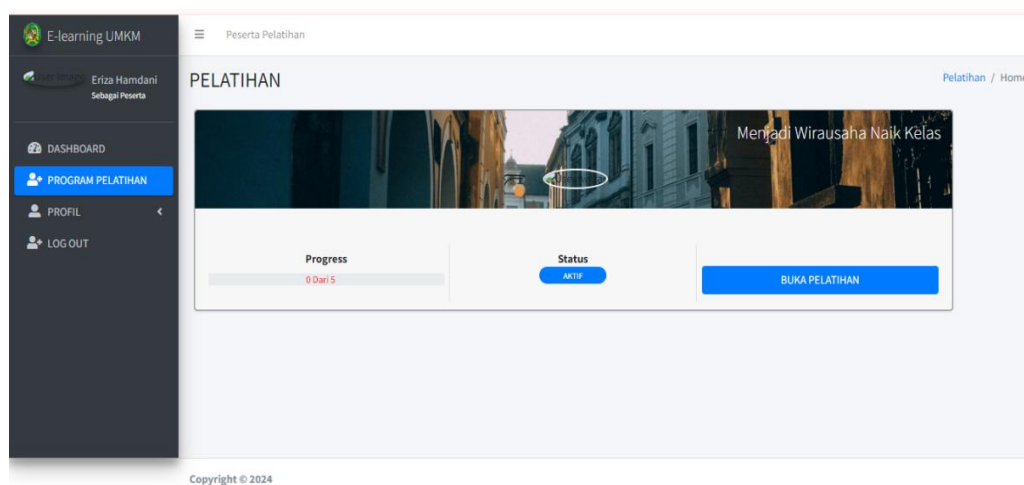 E-learning UMKM
Peserta Pelatihan
Eriza Hamdani
Sebagai Peserta
DASHBOARD
PROGRAM PELATIHAN
PROFIL
LOG OUT
PELATIHAN
Pelatihan / Home
Menjadi Wirausaha Naik Kelas
Progress
0 Dari 5
Status
AKTIF
BUKA PELATIHAN
Copyright © 2024